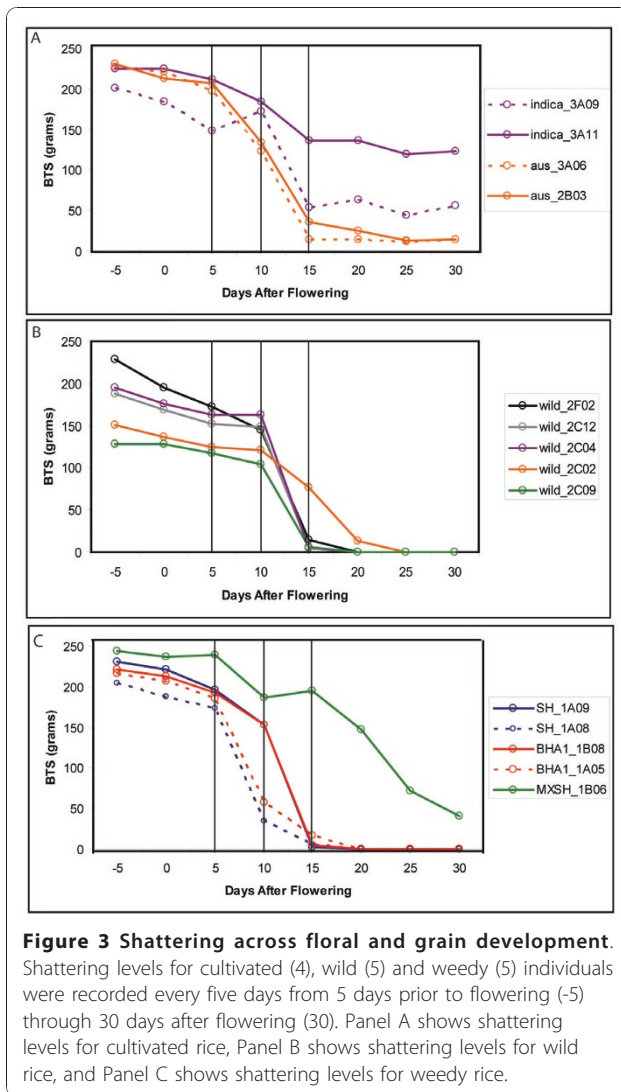 A
250
200
150
100
50
0
BTS (grams)
-5 0 5 10 15 20 25 30
Days After Flowering
indica_3A09
indica_3A11
aus_3A06
aus_2B03
B
250
200
150
100
50
0
BTS (grams)
-5 0 5 10 15 20 25 30
Days After Flowering
wild_2F02
wild_2C12
wild_2C04
wild_2C02
wild_2C09
C
250
200
150
100
50
0
BTS (grams)
-5 0 5 10 15 20 25 30
Days After Flowering
SH_1A09
SH_1A08
BHA1_1B08
BHA1_1A05
MXSH_1B06
Figure 3 Shattering across floral and grain development.
Shattering levels for cultivated (4), wild (5) and weedy (5) individuals
were recorded every five days from 5 days prior to flowering (-5)
through 30 days after flowering (30). Panel A shows shattering
levels for cultivated rice, Panel B shows shattering levels for wild
rice, and Panel C shows shattering levels for weedy rice.